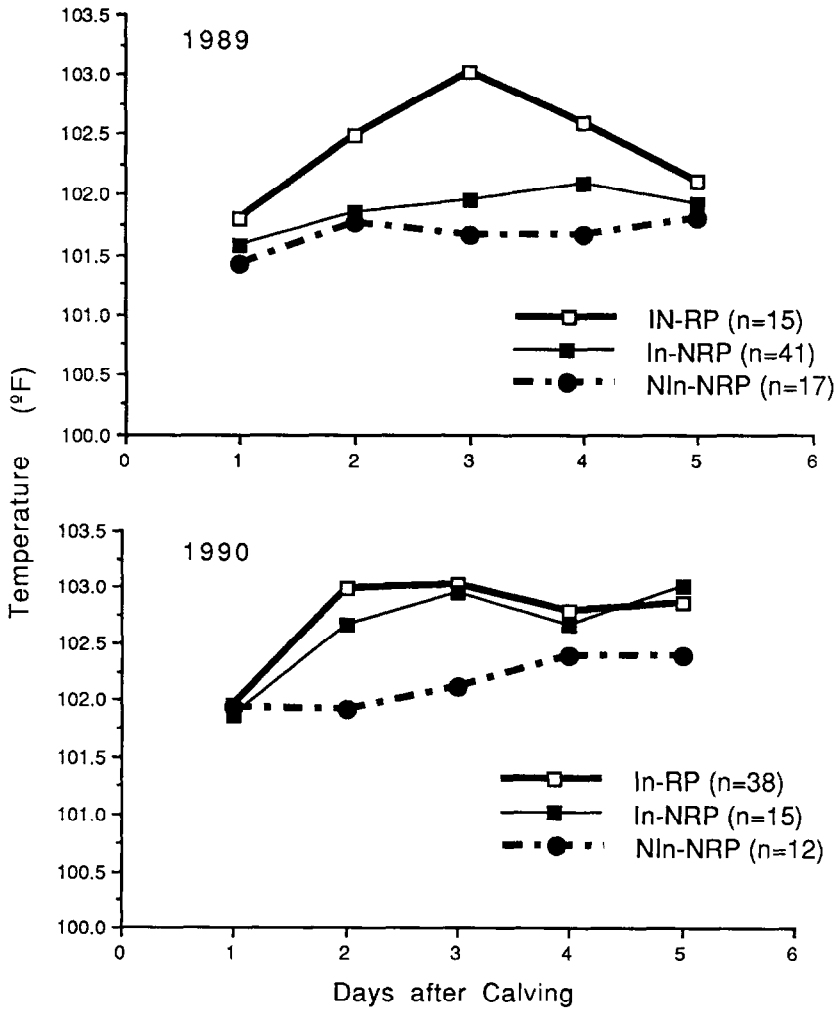 1989
103.5
103.0
102.5
102.0
101.5
101.0
100.5
100.0
0 1 2 3 4 5 6
IN-RP (n=15)
In-NRP (n=41)
NIn-NRP (n=17)
Temperature (ºF)
1990
103.5
103.0
102.5
102.0
101.5
101.0
100.5
100.0
0 1 2 3 4 5 6
In-RP (n=38)
In-NRP (n=15)
NIn-NRP (n=12)
Days after Calving